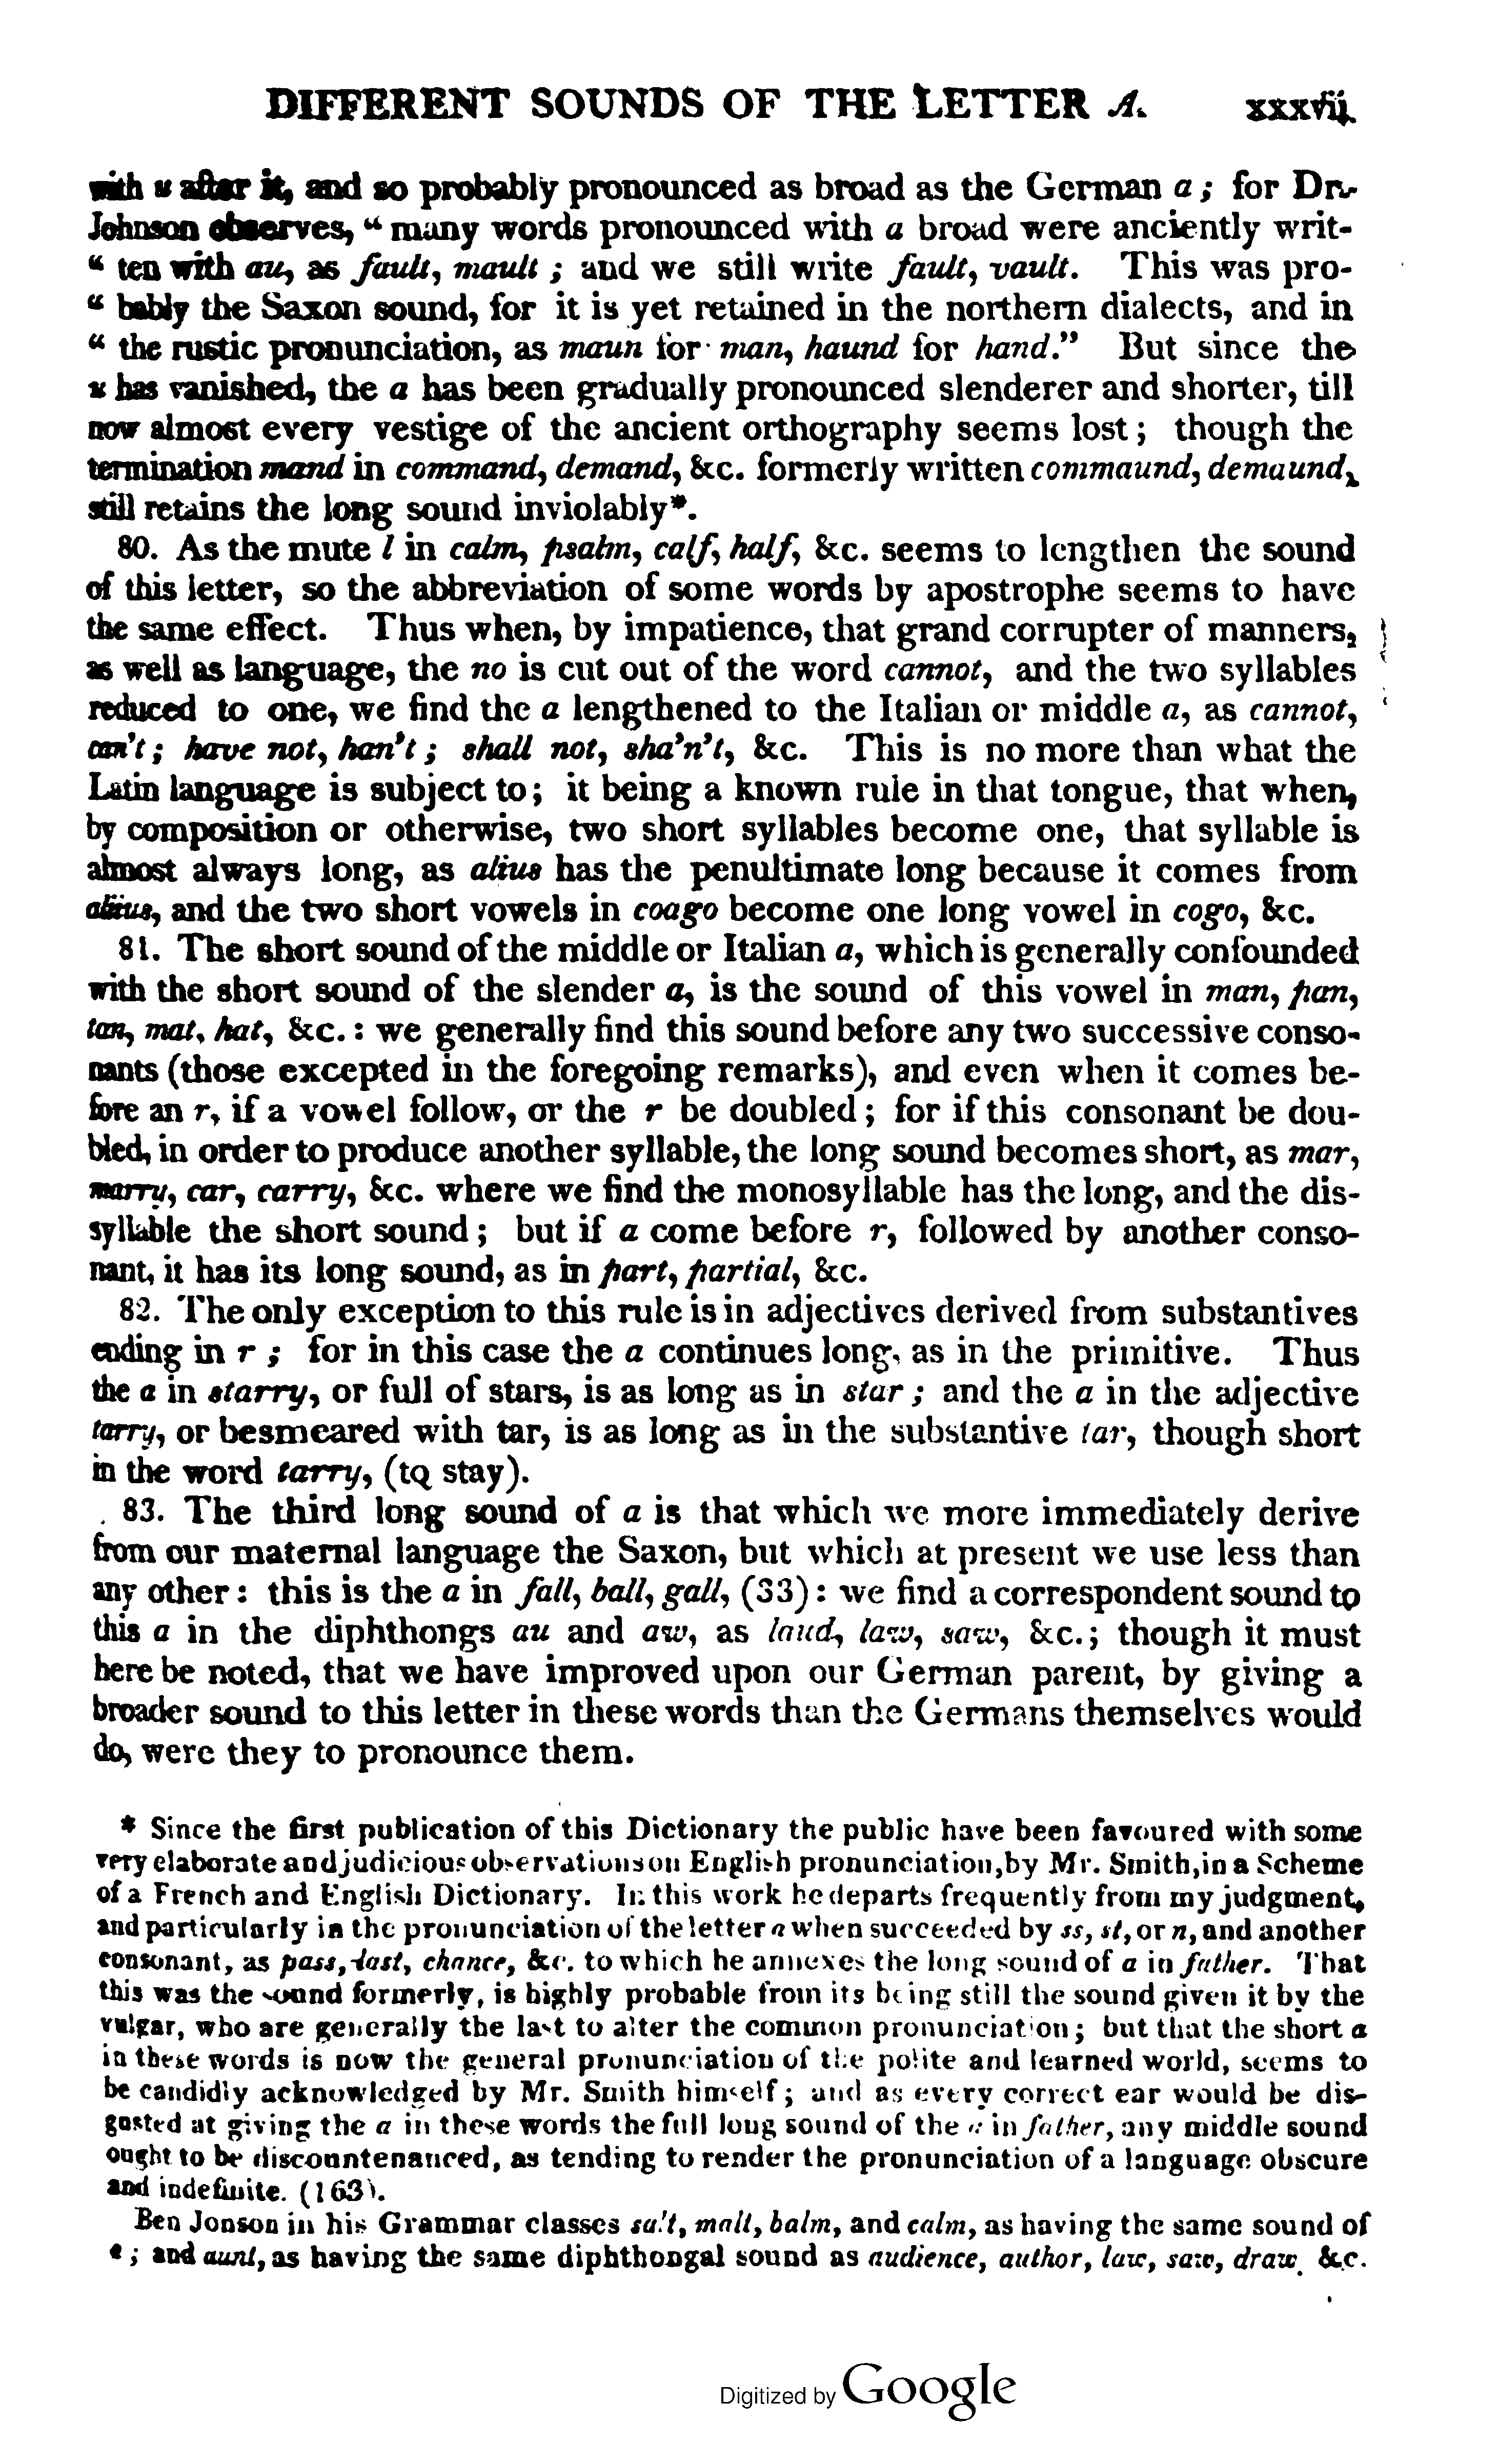 DIFFERENT SOUNDS OF THE LETTER A. xxxvii.
with u after it, and so probably pronounced as broad as the German a; for Dr.
Johnson observes, “ many words pronounced with a broad were anciently writ-
“ ten with au, as fault, mault; and we still write fault, vault. This was pro-
“ bably the Saxon sound, for it is yet retained in the northern dialects, and in
“ the rustic pronunciation, as maun for man, haund for hand.” But since the
u has vanished, the a has been gradually pronounced slenderer and shorter, till
now almost every vestige of the ancient orthography seems lost; though the
termination mand in command, demand, &c. formerly written commaund, demaund,
still retains the long sound inviolably*.
80. As the mute l in calm, psalm, calf, half, &c. seems to lengthen the sound
of this letter, so the abbreviation of some words by apostrophe seems to have
the same effect. Thus when, by impatience, that grand corrupter of manners,
as well as language, the no is cut out of the word cannot, and the two syllables
reduced to one, we find the a lengthened to the Italian or middle a, as cannot,
can't; have not, han't; shall not, sha'n't, &c. This is no more than what the
Latin language is subject to; it being a known rule in that tongue, that when,
by composition or otherwise, two short syllables become one, that syllable is
almost always long, as alius has the penultimate long because it comes from
aliius, and the two short vowels in coago become one long vowel in cogo, &c.
81. The short sound of the middle or Italian a, which is generally confounded
with the short sound of the slender a, is the sound of this vowel in man, pan,
tan, mat, hat, &c.: we generally find this sound before any two successive conso-
nants (those excepted in the foregoing remarks), and even when it comes be-
fore an r, if a vowel follow, or the r be doubled; for if this consonant be dou-
bled, in order to produce another syllable, the long sound becomes short, as mar,
marry, car, carry, &c. where we find the monosyllable has the long, and the dis-
syllable the short sound; but if a come before r, followed by another conso-
nant, it has its long sound, as in part, partial, &c.
82. The only exception to this rule is in adjectives derived from substantives
ending in r; for in this case the a continues long, as in the primitive. Thus
the a in starry, or full of stars, is as long as in star; and the a in the adjective
tarry, or besmeared with tar, is as long as in the substantive tar, though short
in the word tarry, (to stay).
83. The third long sound of a is that which we more immediately derive
from our maternal language the Saxon, but which at present we use less than
any other: this is the a in fall, ball, gall, (33): we find a correspondent sound to
this a in the diphthongs au and aw, as laud, law, saw, &c.; though it must
here be noted, that we have improved upon our German parent, by giving a
broader sound to this letter in these words than the Germans themselves would
do, were they to pronounce them.
* Since the first publication of this Dictionary the public have been favoured with some
very elaborate and judicious observations on English pronunciation, by Mr. Smith, in a Scheme
of a French and English Dictionary. In this work he departs frequently from my judgment,
and particularly in the pronunciation of the letter a when succeeded by ss, st, or n, and another
consonant, as pass, last, chance, &c. to which he annexes the long sound of a in father. That
this was the sound formerly, is highly probable from its being still the sound given it by the
vulgar, who are generally the last to alter the common pronunciation; but that the short a
in these words is now the general pronunciation of the polite and learned world, seems to
be candidly acknowledged by Mr. Smith himself; and as every correct ear would be dis-
gusted at giving the a in these words the full long sound of the a in father, any middle sound
ought to be discountenanced, as tending to render the pronunciation of a language obscure
and indefinite. (163).
Ben Jonson in his Grammar classes salt, malt, balm, and calm, as having the same sound of
; and aunt, as having the same diphthongal sound as audience, author, law, saw, draw, &c.
Digitized by Google